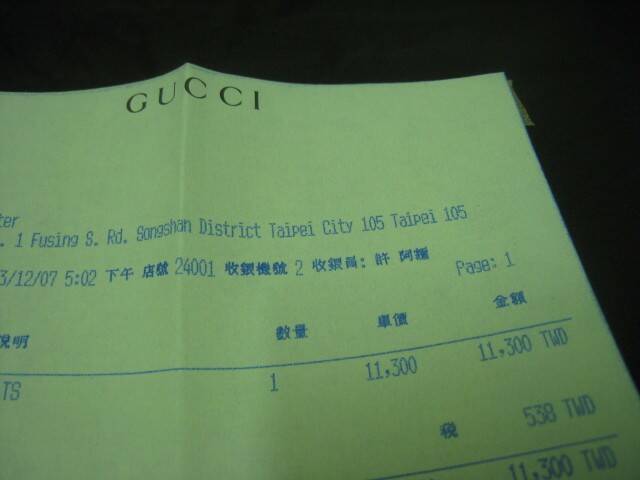 GUCCI
ter
. 1 Fusing S. Rd. Songshan District Taipei City 105 Taipei 105
3/12/07 5:02 下午 店號 24001 收銀機號 2 收銀員: 許 Page: 1
說明 數量 單價 金額
TS 1 11,300 11,300 TWD
稅 538 TWD
11,300 TWD